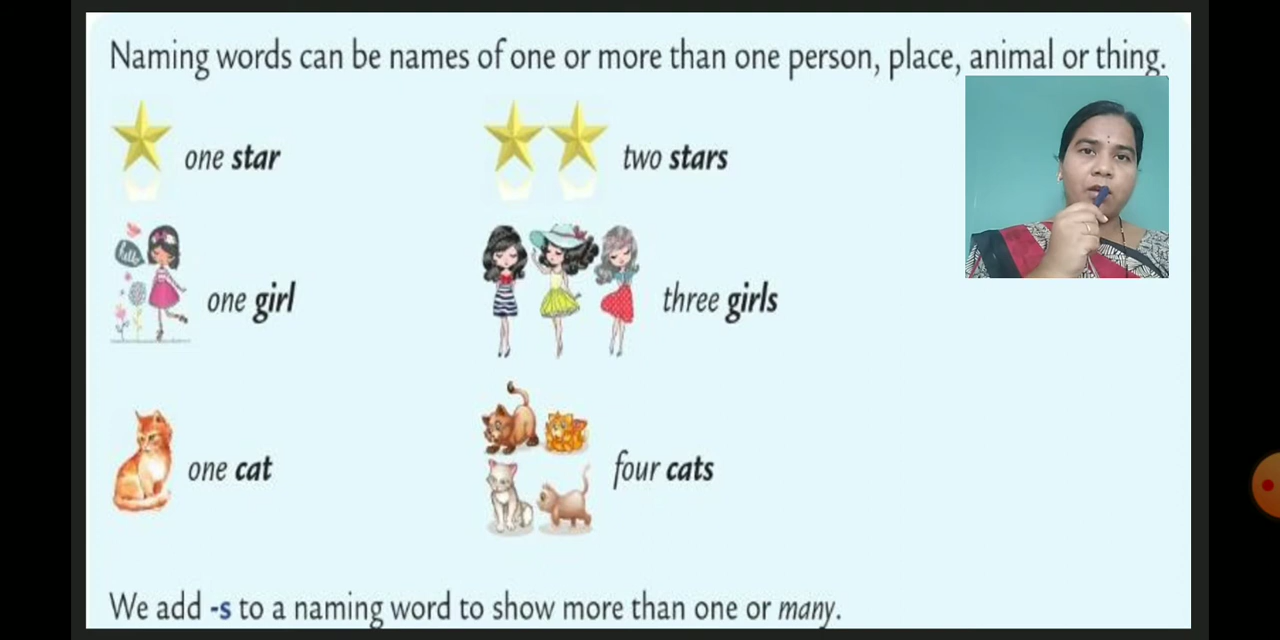 Naming words can be names of one or more than one person, place, animal or thing.
one star
two stars
hello
one girl
three girls
one cat
four cats
We add -s to a naming word to show more than one or many.